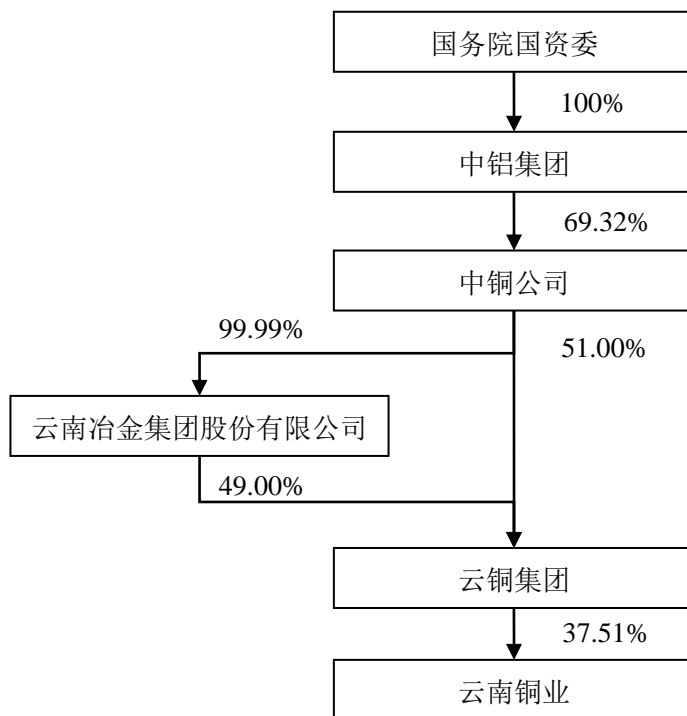 国务院国资委
100%
中铝集团
69.32%
中铜公司
99.99%
51.00%
云南冶金集团股份有限公司
49.00%
云铜集团
37.51%
云南铜业